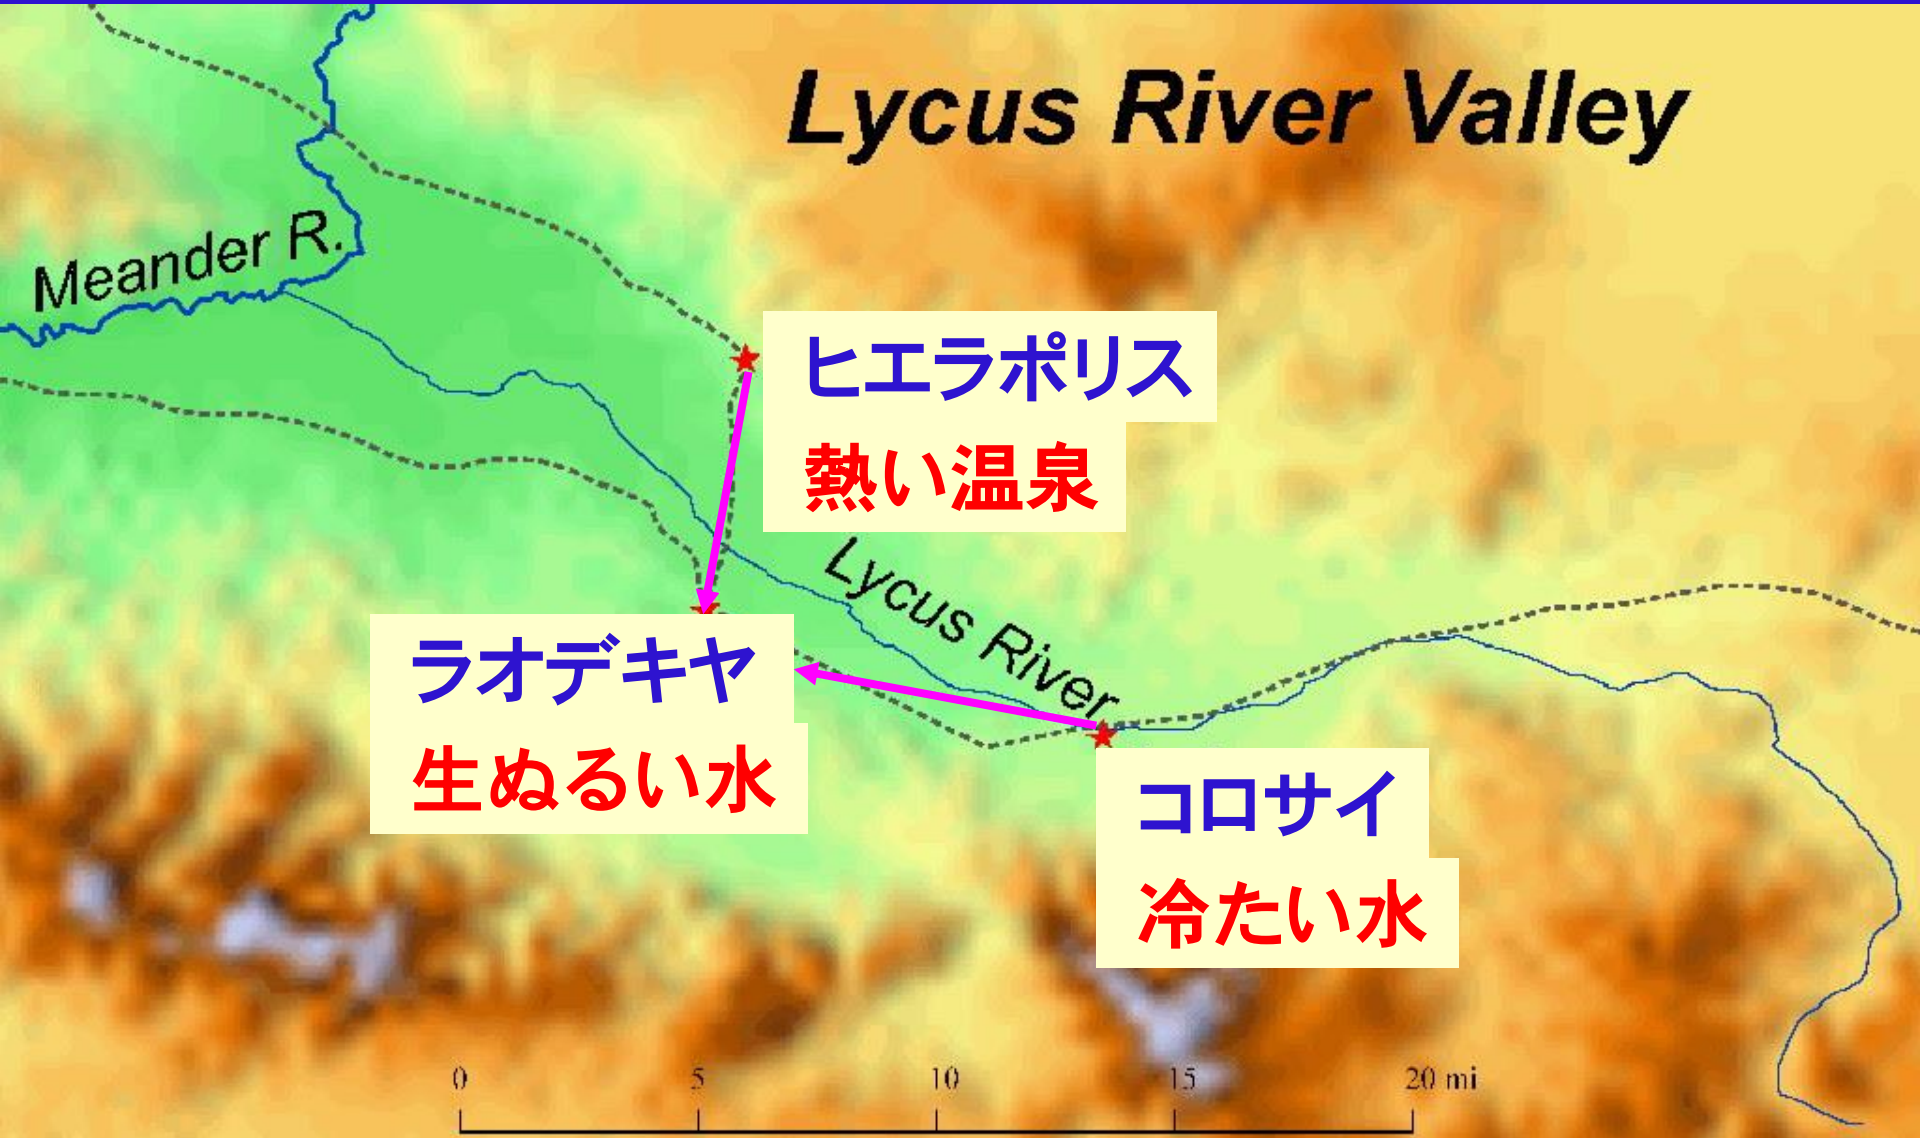 Lycus River Valley
Meander R.
ヒエラポリス
熱い温泉
Lycus River
ラオデキヤ
生ぬるい水
コロサイ
冷たい水
0 5 10 15 20 mi